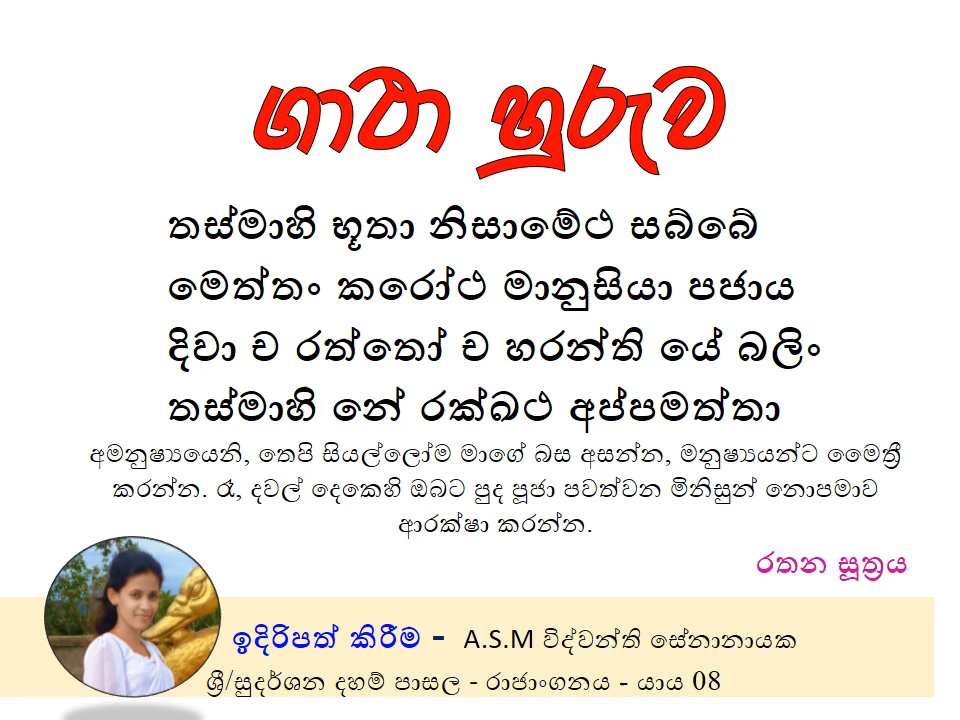 ගාථා හුරුව
තස්මාහි භූතා නිසාමේථ සබ්බේ
මෙත්තං කරෝථ මානුසියා පජාය
දිවා ච රත්තෝ ච හරන්ති යේ බලිං
තස්මාහි නේ රක්ඛථ අප්පමත්තා
අමනුෂ්‍යයෙනි, තෙපි සියල්ලෝම මාගේ බස අසන්න, මනුෂ්‍යයන්ට මෛත්‍රී
කරන්න. රෑ, දවල් දෙකෙහි ඔබට පුද පූජා පවත්වන මිනිසුන් නොපමාව
ආරක්ෂා කරන්න.
රතන සූත්‍රය
ඉදිරිපත් කිරීම - A.S.M විද්වන්ති සේනානායක
ශ්‍රී/සුදර්ශන දහම් පාසල - රාජාංගනය - යාය 08